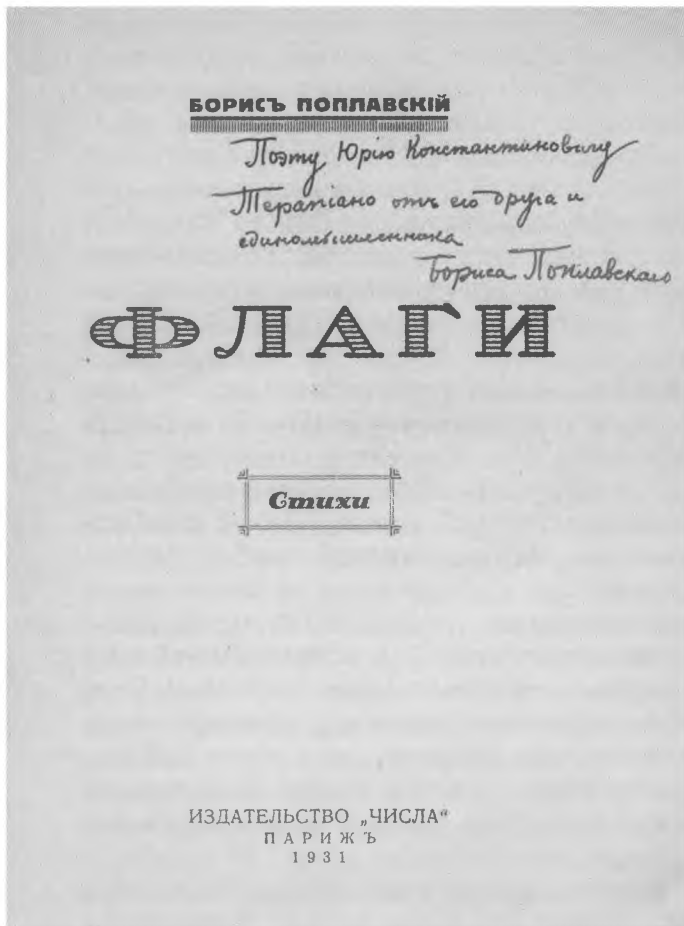 БОРИСЪ ПОПЛАВСКІЙ
Поэту Юрію Константиновичу
Терапіано отъ его друга и
единомышленника
Бориса Поплавскаго
ФЛАГИ
Стихи
ИЗДАТЕЛЬСТВО „ЧИСЛА“
ПАРИЖЪ
1931